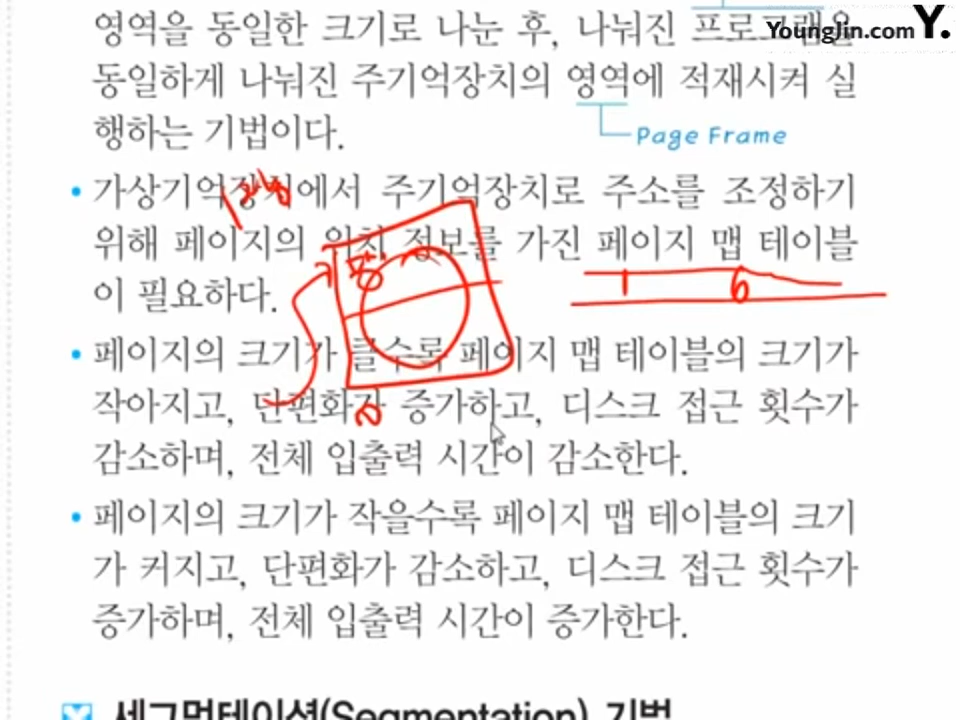 YoungJin.com Y.
영역을 동일한 크기로 나눈 후, 나눠진 프로그램을
동일하게 나눠진 주기억장치의 영역에 적재시켜 실
행하는 기법이다.
Page Frame
가상기억장치에서 주기억장치로 주소를 조정하기
위해 페이지의 위치 정보를 가진 페이지 맵 테이블
1 6
이 필요하다.
페이지의 크기가 클수록 페이지 맵 테이블의 크기가
작아지고, 단편화가 증가하고, 디스크 접근 횟수가
감소하며, 전체 입출력 시간이 감소한다.
페이지의 크기가 작을수록 페이지 맵 테이블의 크기
가 커지고, 단편화가 감소하고, 디스크 접근 횟수가
증가하며, 전체 입출력 시간이 증가한다.
세그먼테이션(Segmentation) 기법